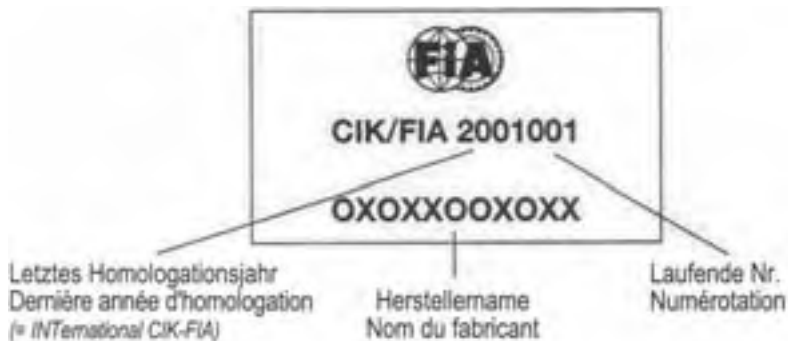 FIA
CIK/FIA 2001001
OXOXXOOXOXX
Letztes Homologationsjahr
Dernière année d'homologation
(= INTernational CIK-FIA)
Herstellername
Nom du fabricant
Laufende Nr.
Numérotation